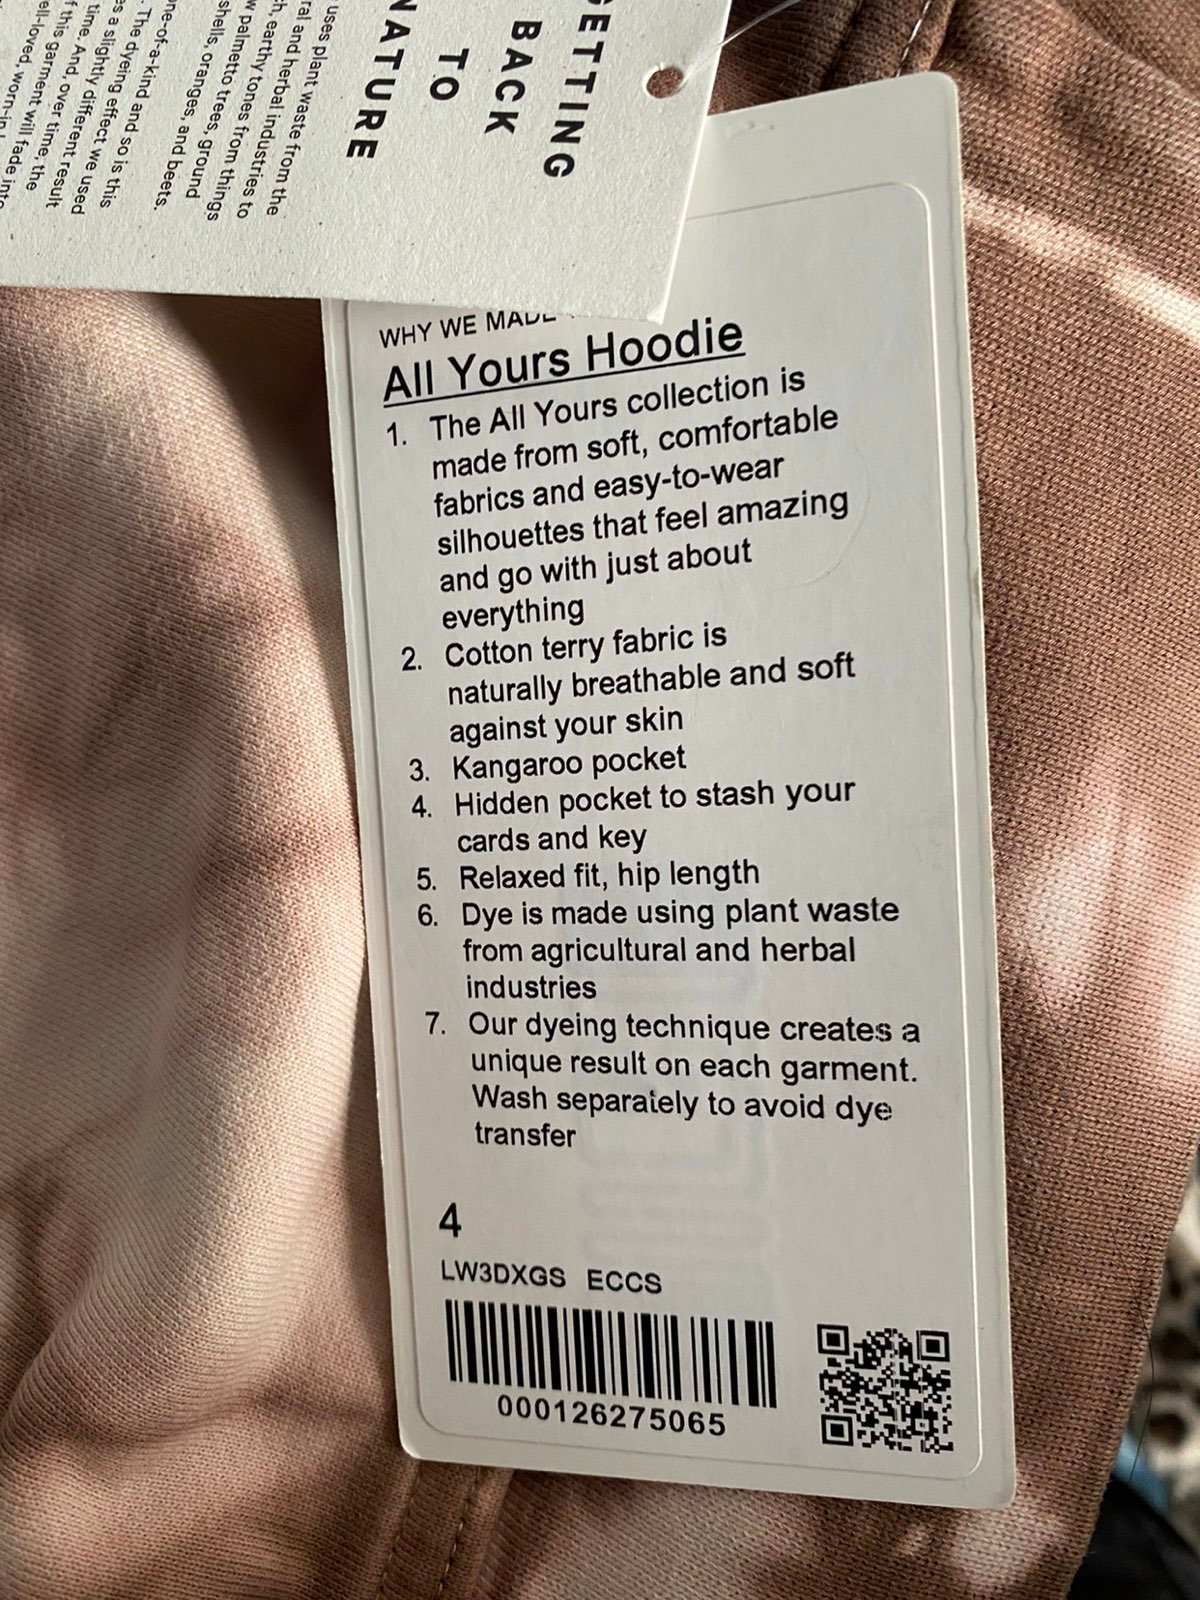 GETTING
BACK
TO
NATURE
uses plant waste from the
and herbal industries to
earthy tones from things
palmetto trees, ground
shells, oranges, and beets.
one-of-a-kind and so is this
The dyeing effect we used
a slightly different result
time. And, over time, the
this garment will fade into
worn-in
WHY WE MADE
All Yours Hoodie
1. The All Yours collection is
made from soft, comfortable
fabrics and easy-to-wear
silhouettes that feel amazing
and go with just about
everything
2. Cotton terry fabric is
naturally breathable and soft
against your skin
3. Kangaroo pocket
4. Hidden pocket to stash your
cards and key
5. Relaxed fit, hip length
6. Dye is made using plant waste
from agricultural and herbal
industries
7. Our dyeing technique creates a
unique result on each garment.
Wash separately to avoid dye
transfer
4
LW3DXGS ECCS
000126275065